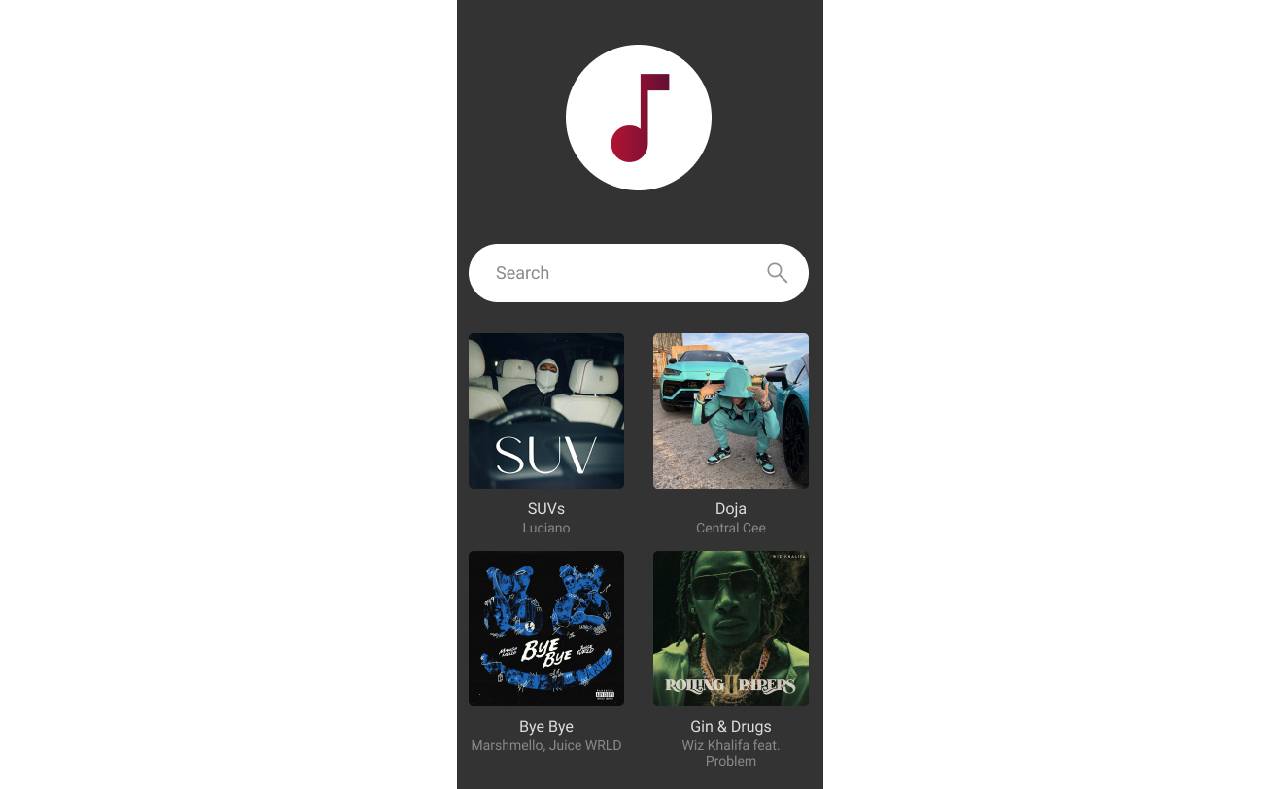 Search
SUV
SUVs
Luciano
Doja
Central Cee
BYE
BYE
Bye Bye
Marshmello, Juice WRLD
WIZ KHALIFA
ROLLING II PAPERS
Gin & Drugs
Wiz Khalifa feat.
Problem